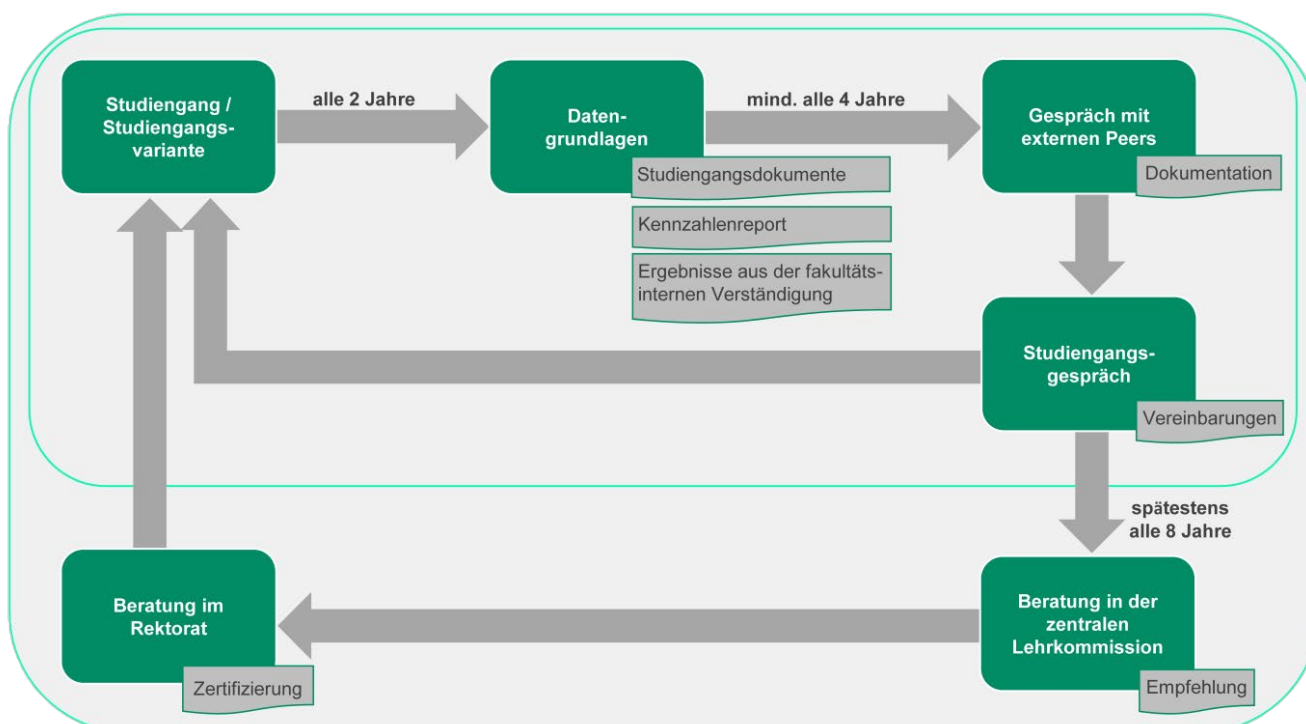 Studiengang /
Studiengangs-
variante
alle 2 Jahre
Daten-
grundlagen
Studiengangsdokumente
Kennzahlenreport
Ergebnisse aus der fakultäts-
internen Verständigung
mind. alle 4 Jahre
Gespräch mit
externen Peers
Dokumentation
Studiengangs-
gespräch
Vereinbarungen
spätestens
alle 8 Jahre
Beratung in der
zentralen
Lehrkommission
Empfehlung
Beratung im
Rektorat
Zertifizierung